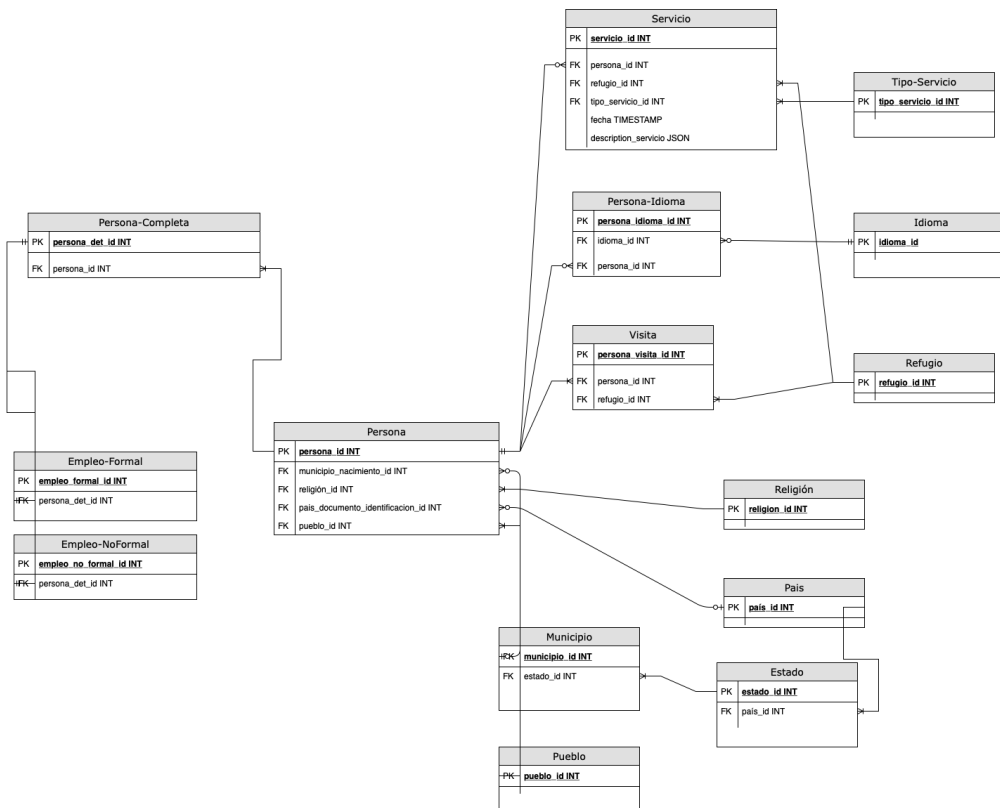 Servicio
PK servicio_id INT
FK persona_id INT
FK refugio_id INT
FK tipo_servicio_id INT
fecha TIMESTAMP
description_servicio JSON
Tipo-Servicio
PK tipo_servicio_id INT
Persona-Completa
PK persona_det_id INT
FK persona_id INT
Persona-Idioma
PK persona_idioma_id INT
FK idioma_id INT
FK persona_id INT
Idioma
PK idioma_id
Visita
PK persona_visita_id INT
FK persona_id INT
FK refugio_id INT
Refugio
PK refugio_id INT
Persona
PK persona_id INT
FK municipio_nacimiento_id INT
FK religión_id INT
FK pais_documento_identificacion_id INT
FK pueblo_id INT
Empleo-Formal
PK empleo_formal_id INT
FK persona_det_id INT
Empleo-NoFormal
PK empleo_no_formal_id INT
FK persona_det_id INT
Religión
PK religion_id INT
Pais
PK país_id INT
Municipio
PK municipio_id INT
FK estado_id INT
Estado
PK estado_id INT
FK país_id INT
Pueblo
PK pueblo_id INT